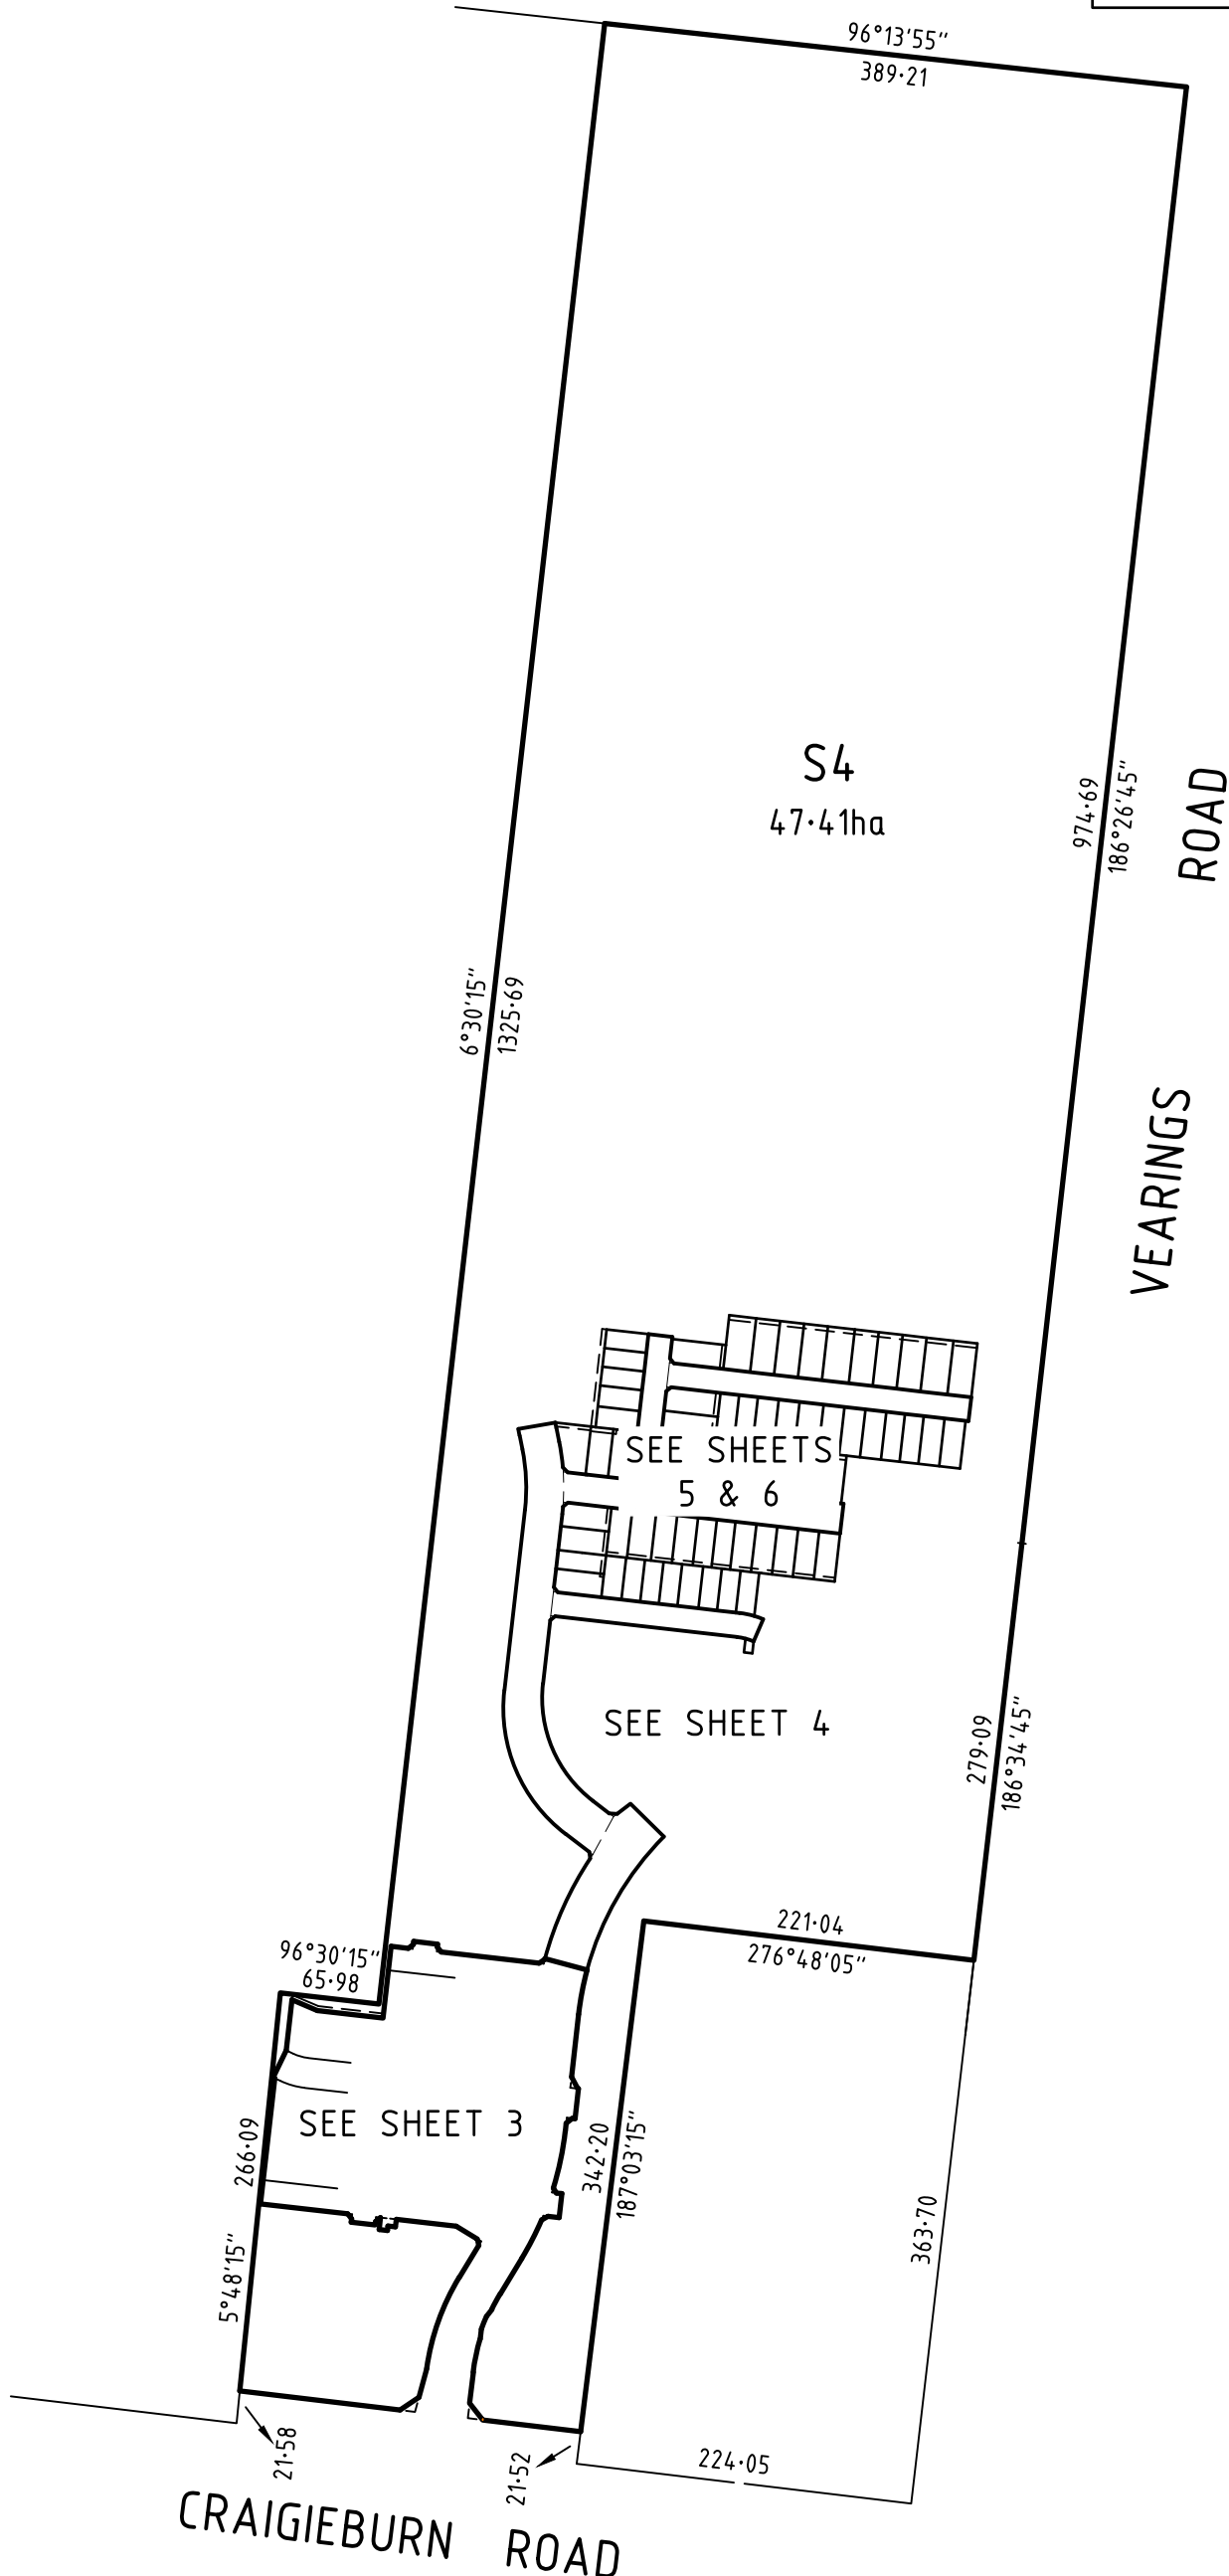 96°13'55"
389·21
S4
47·41ha
974·69
186°26'45"
ROAD
6°30'15"
1325·69
VEARINGS
SEE SHEETS
5 & 6
SEE SHEET 4
279·09
186°34'45"
221·04
276°48'05"
96°30'15"
65·98
SEE SHEET 3
266·09
342·20
187°03'15"
363·70
5°48'15"
21·58
21·52
224·05
CRAIGIEBURN ROAD